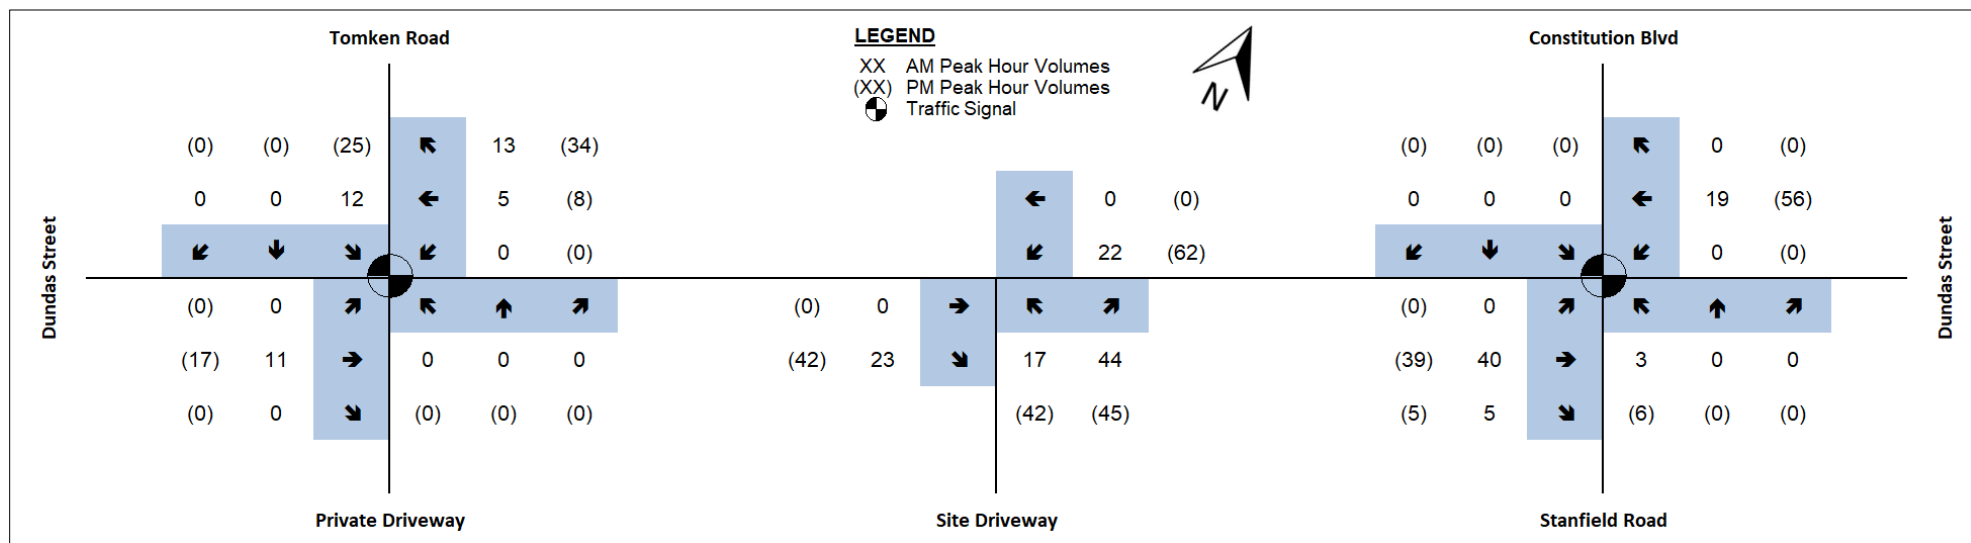 Tomken Road LEGEND Constitution Blvd
XX AM Peak Hour Volumes
(XX) PM Peak Hour Volumes
Traffic Signal
N
(0) (0) (25) 13 (34) (0) (0) (0) 0 (0)
0 0 12 5 (8) 0 (0) 0 0 0 19 (56)
0 (0) 22 (62) 0 (0)
Dundas Street
Dundas Street
(0) 0 (0) 0 (0) 0
(17) 11 0 0 0 (42) 23 17 44 (39) 40 3 0 0
(0) 0 (0) (0) (0) (42) (45) (5) 5 (6) (0) (0)
Private Driveway Site Driveway Stanfield Road